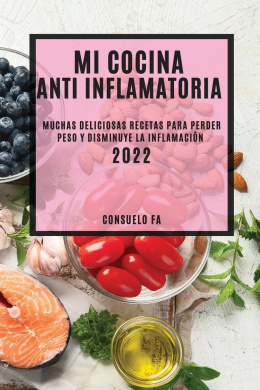 MI COCINA
ANTI INFLAMATORIA
MUCHAS DELICIOSAS RECETAS PARA PERDER
PESO Y DISMINUYE LA INFLAMACIÓN
2022
CONSUELO FA